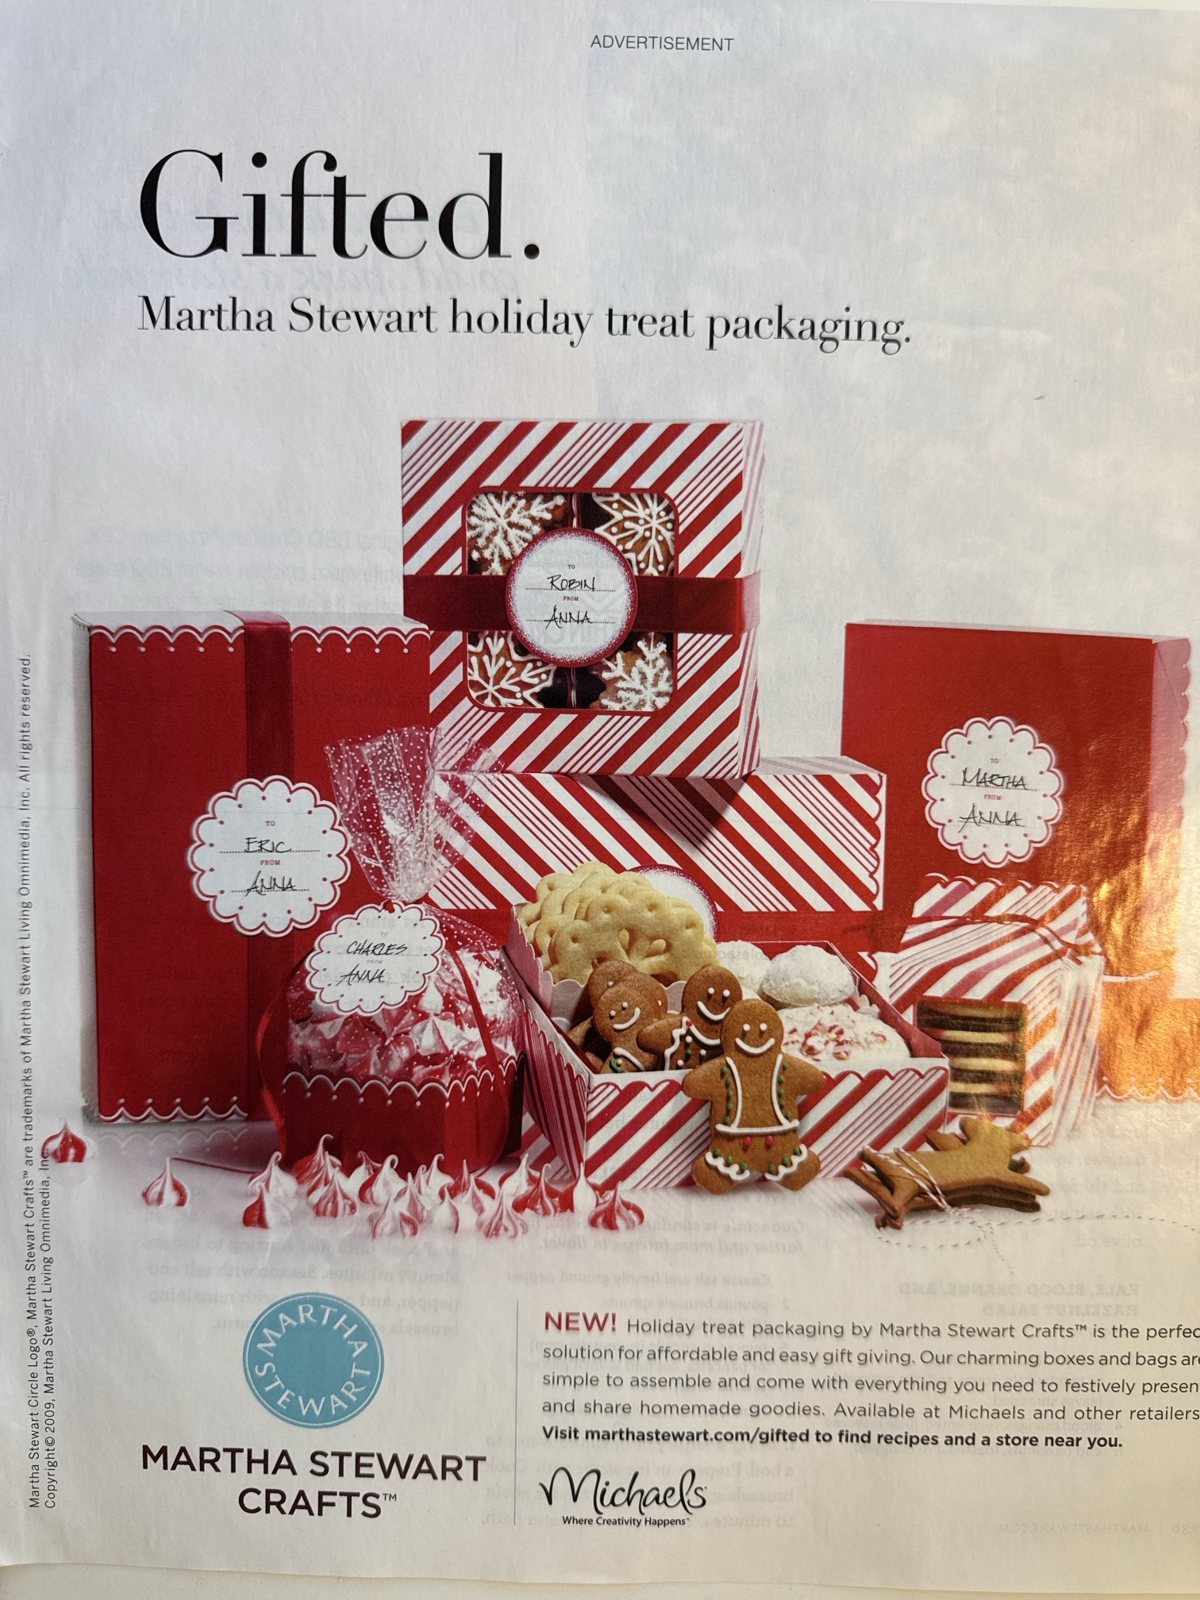 ADVERTISEMENT
Gifted.
Martha Stewart holiday treat packaging.
TO
ROBIN
FROM
ANNA
TO
ERIC
FROM
ANNA
TO
MARTHA
FROM
ANNA
CHARLES
FROM
ANNA
MARTHA STEWART
MARTHA STEWART
CRAFTS™
NEW! Holiday treat packaging by Martha Stewart Crafts™ is the perfec
solution for affordable and easy gift giving. Our charming boxes and bags are
simple to assemble and come with everything you need to festively presen
and share homemade goodies. Available at Michaels and other retailers
Visit marthastewart.com/gifted to find recipes and a store near you.
Michaels
Where Creativity Happens™
Martha Stewart Circle Logo®, Martha Stewart Crafts™ are trademarks of Martha Stewart Living Omnimedia, Inc. All rights reserved.
Copyright© 2009, Martha Stewart Living Omnimedia, Inc.